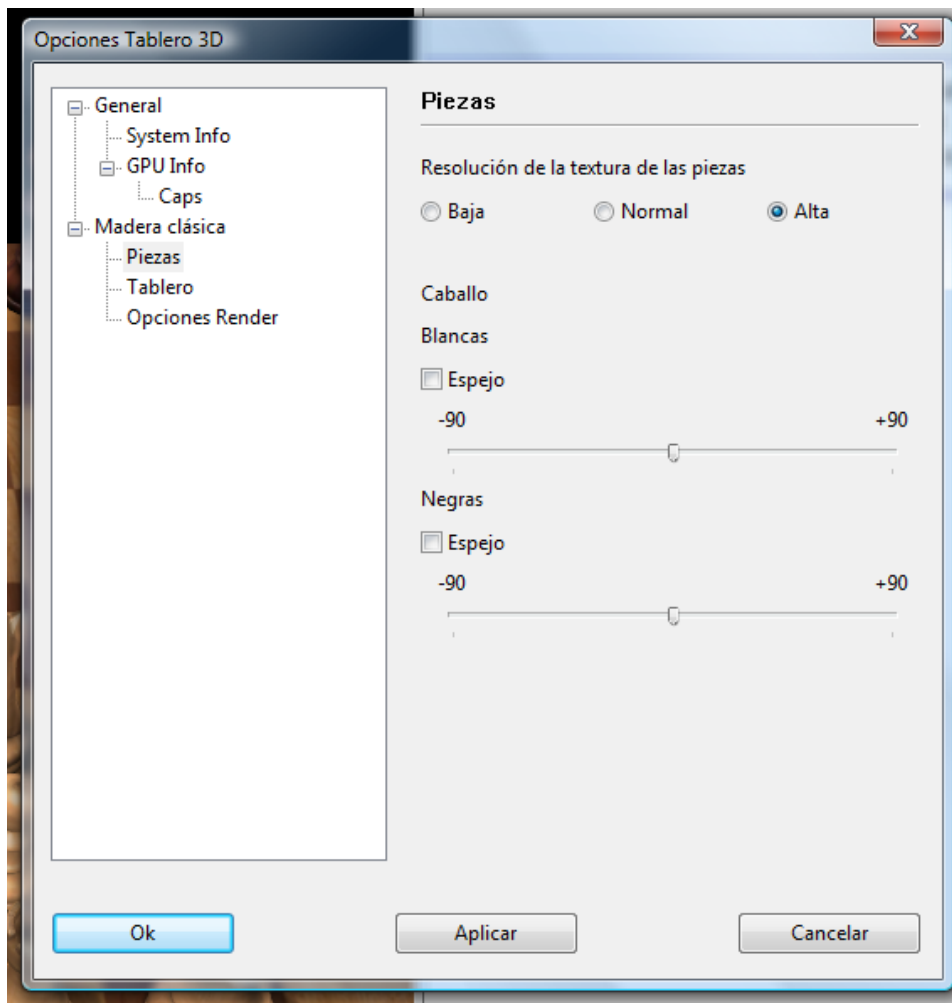 Opciones Tablero 3D
General
System Info
GPU Info
Caps
Madera clásica
Piezas
Tablero
Opciones Render
Piezas
Resolución de la textura de las piezas
Baja Normal Alta
Caballo
Blancas
Espejo
-90 +90
Negras
Espejo
-90 +90
Ok Aplicar Cancelar